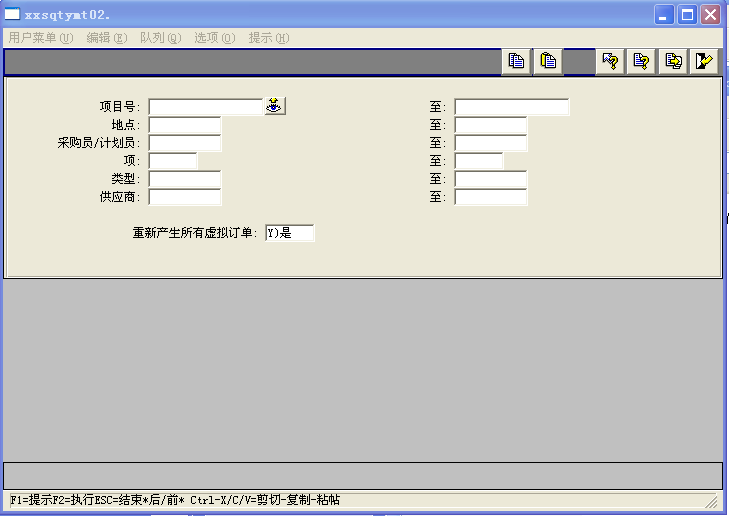 xxsqtymt02.
用户菜单(U) 编辑(E) 队列(Q) 选项(O) 提示(H)
项目号: 至:
地点: 至:
采购员/计划员: 至:
项: 至:
类型: 至:
供应商: 至:
重新产生所有虚拟订单: Y)是
F1=提示F2=执行ESC=结束*后/前* Ctrl-X/C/V=剪切-复制-粘帖